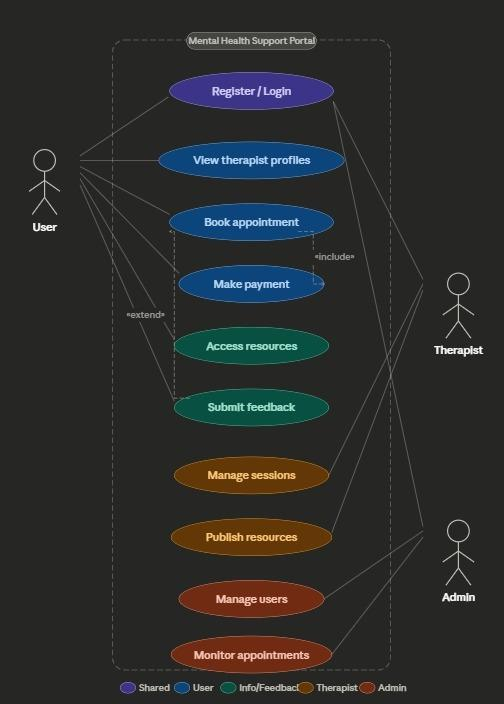 Mental Health Support Portal
Register / Login
View therapist profiles
User
Book appointment
«include»
Make payment
Therapist
«extend»
Access resources
Submit feedback
Manage sessions
Publish resources
Admin
Manage users
Monitor appointments
Shared User Info/Feedback Therapist Admin